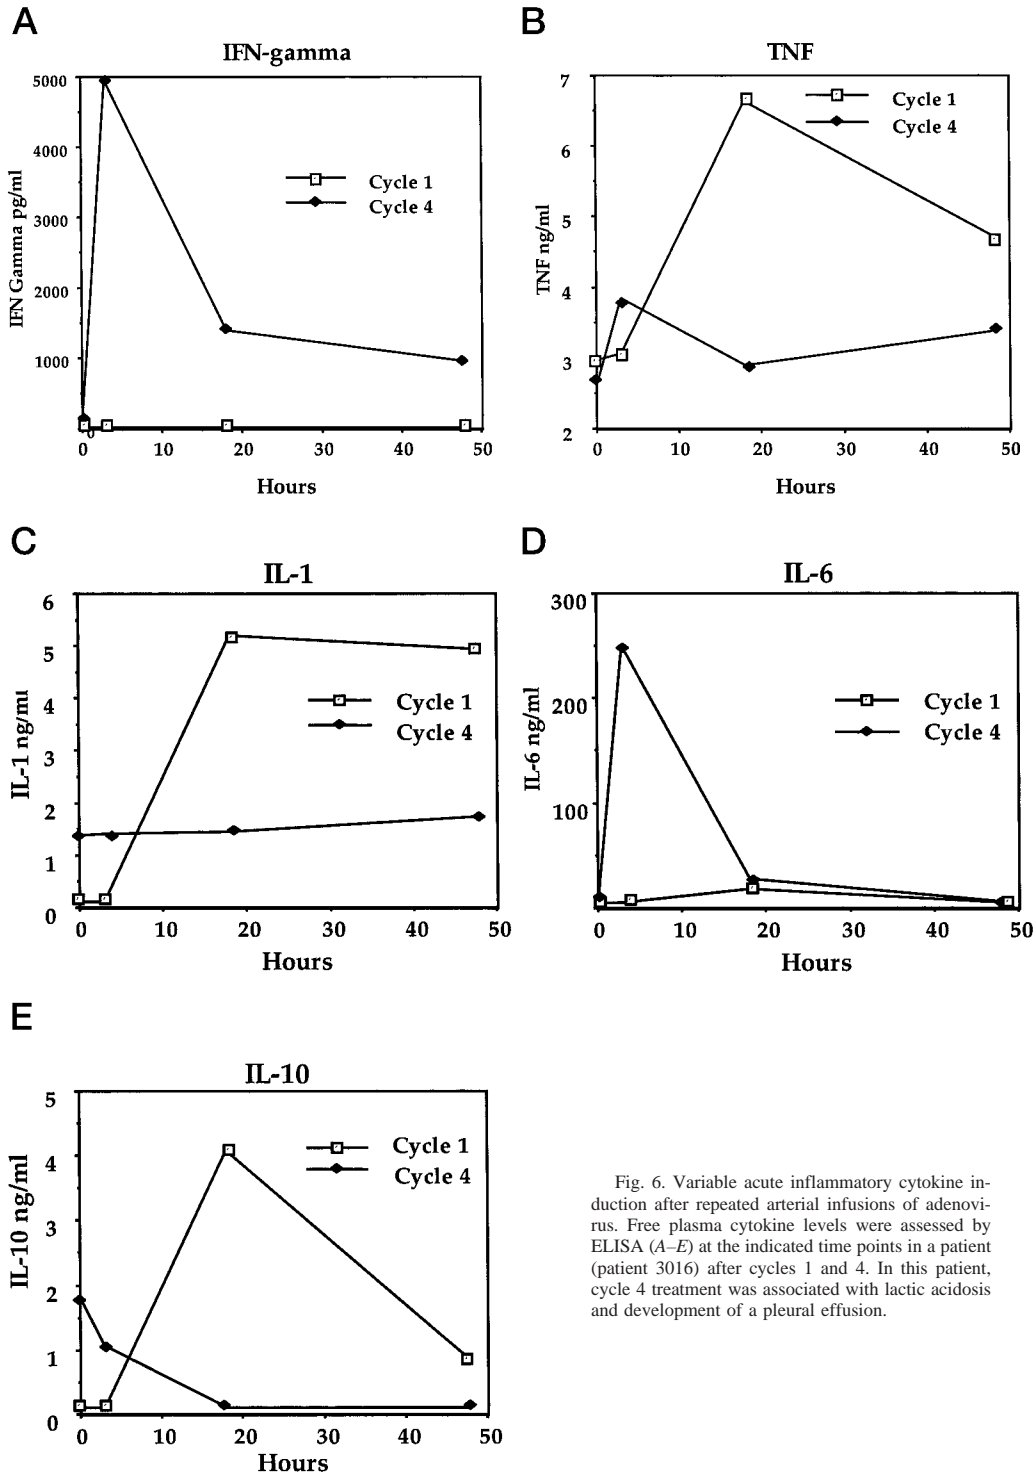 A
IFN-gamma
IFN Gamma pg/ml
5000
4000
3000
2000
1000
0
Cycle 1
Cycle 4
0 10 20 30 40 50
Hours
B
TNF
TNF ng/ml
7
6
5
4
3
2
Cycle 1
Cycle 4
0 10 20 30 40 50
Hours
C
IL-1
IL-1 ng/ml
6
5
4
3
2
1
0
Cycle 1
Cycle 4
0 10 20 30 40 50
Hours
D
IL-6
IL-6 ng/ml
300
200
100
Cycle 1
Cycle 4
0 10 20 30 40 50
Hours
E
IL-10
IL-10 ng/ml
5
4
3
2
1
0
Cycle 1
Cycle 4
0 10 20 30 40 50
Hours
Fig. 6. Variable acute inflammatory cytokine in-
duction after repeated arterial infusions of adenovi-
rus. Free plasma cytokine levels were assessed by
ELISA (A–E) at the indicated time points in a patient
(patient 3016) after cycles 1 and 4. In this patient,
cycle 4 treatment was associated with lactic acidosis
and development of a pleural effusion.